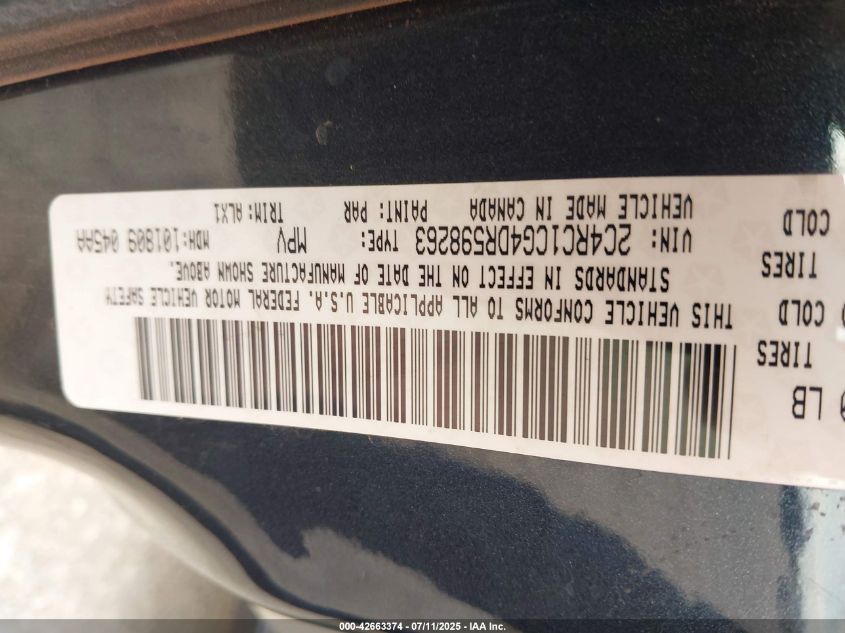 LB
TIRES
COLD
TIRES
COLD
THIS VEHICLE CONFORMS TO ALL APPLICABLE U.S.A. FEDERAL MOTOR VEHICLE SAFETY
STANDARDS IN EFFECT ON THE DATE OF MANUFACTURE SHOWN ABOVE.
VIN: 2C4RC1CG4DR598263 TYPE: MPV MDH:101809 045AA
VEHICLE MADE IN CANADA PAINT: PAR TRIM: ALX1
000-42663374 - 07/11/2025 - IAA Inc.